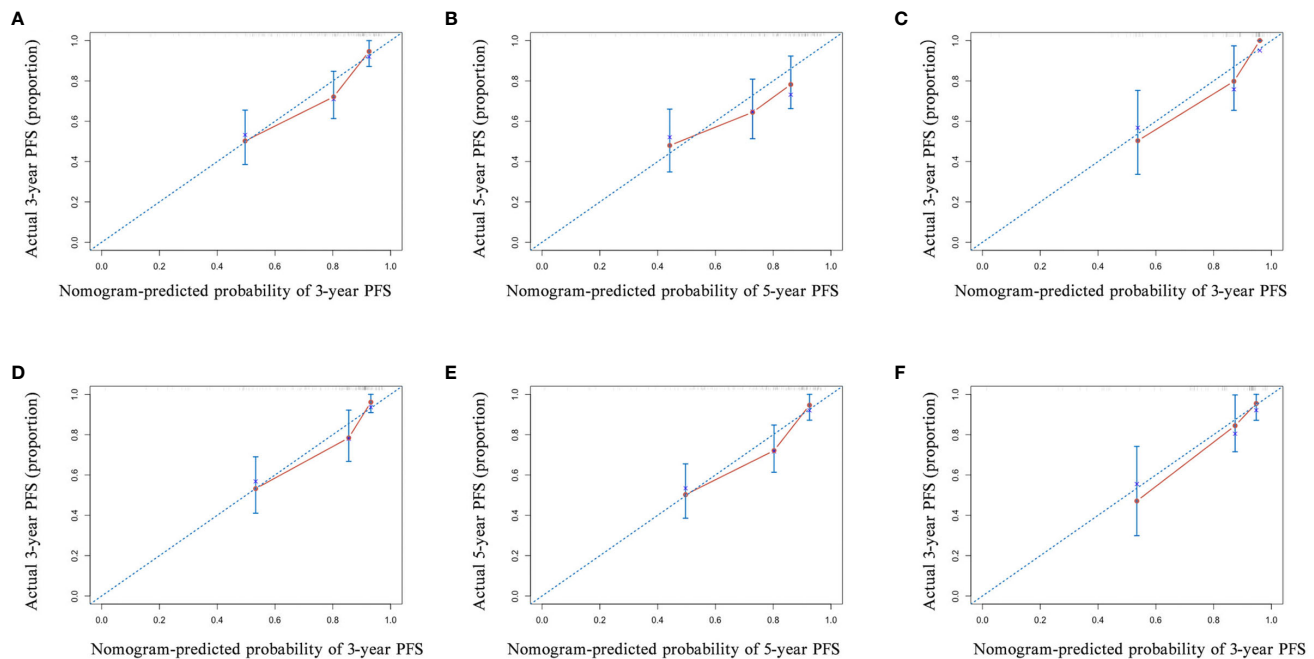 A
Actual 3-year PFS (proportion)
1.0
0.8
0.6
0.4
0.2
0.0
0.0 0.2 0.4 0.6 0.8 1.0
Nomogram-predicted probability of 3-year PFS
B
Actual 5-year PFS (proportion)
1.0
0.8
0.6
0.4
0.2
0.0
0.0 0.2 0.4 0.6 0.8 1.0
Nomogram-predicted probability of 5-year PFS
C
Actual 3-year PFS (proportion)
1.0
0.8
0.6
0.4
0.2
0.0
0.0 0.2 0.4 0.6 0.8 1.0
Nomogram-predicted probability of 3-year PFS
D
Actual 3-year PFS (proportion)
1.0
0.8
0.6
0.4
0.2
0.0
0.0 0.2 0.4 0.6 0.8 1.0
Nomogram-predicted probability of 3-year PFS
E
Actual 5-year PFS (proportion)
1.0
0.8
0.6
0.4
0.2
0.0
0.0 0.2 0.4 0.6 0.8 1.0
Nomogram-predicted probability of 5-year PFS
F
Actual 3-year PFS (proportion)
1.0
0.8
0.6
0.4
0.2
0.0
0.0 0.2 0.4 0.6 0.8 1.0
Nomogram-predicted probability of 3-year PFS